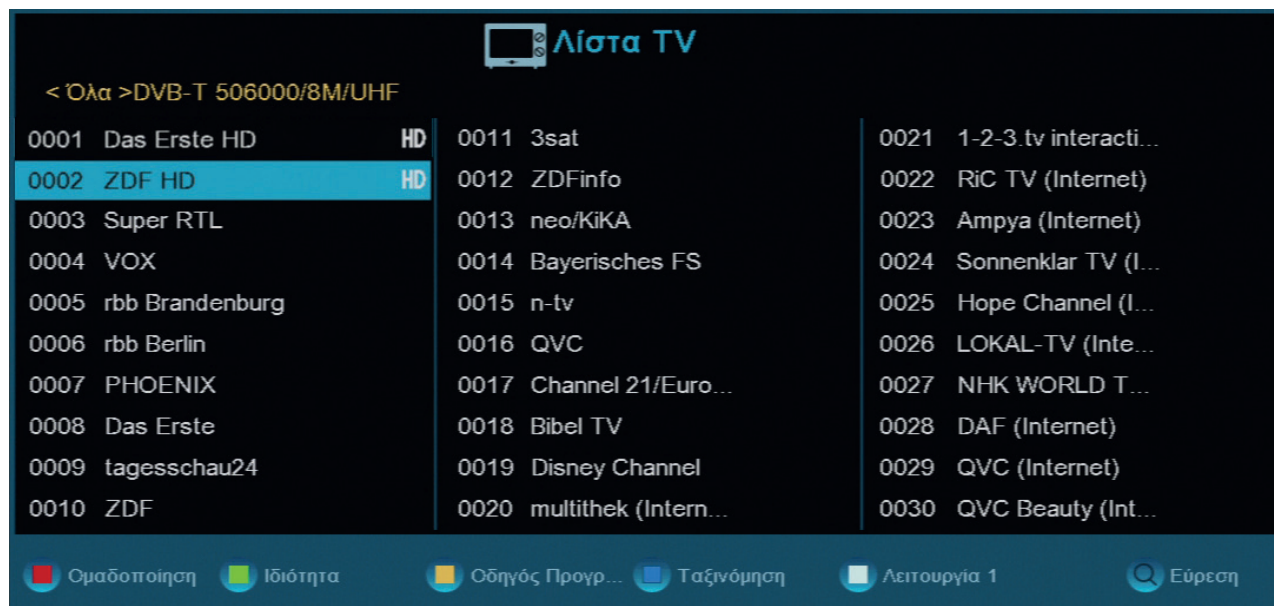 Λίστα TV
< Όλα >DVB-T 506000/8M/UHF
0001 Das Erste HD HD
0002 ZDF HD HD
0003 Super RTL
0004 VOX
0005 rbb Brandenburg
0006 rbb Berlin
0007 PHOENIX
0008 Das Erste
0009 tagesschau24
0010 ZDF
0011 3sat
0012 ZDFinfo
0013 neo/KiKA
0014 Bayerisches FS
0015 n-tv
0016 QVC
0017 Channel 21/Euro...
0018 Bibel TV
0019 Disney Channel
0020 multithek (Intern...
0021 1-2-3.tv interacti...
0022 RiC TV (Internet)
0023 Ampya (Internet)
0024 Sonnenklar TV (I...
0025 Hope Channel (I...
0026 LOKAL-TV (Inte...
0027 NHK WORLD T...
0028 DAF (Internet)
0029 QVC (Internet)
0030 QVC Beauty (Int...
Ομαδοποίηση Ιδιότητα Οδηγός Προγρ... Ταξινόμηση Λειτουργία 1 Εύρεση